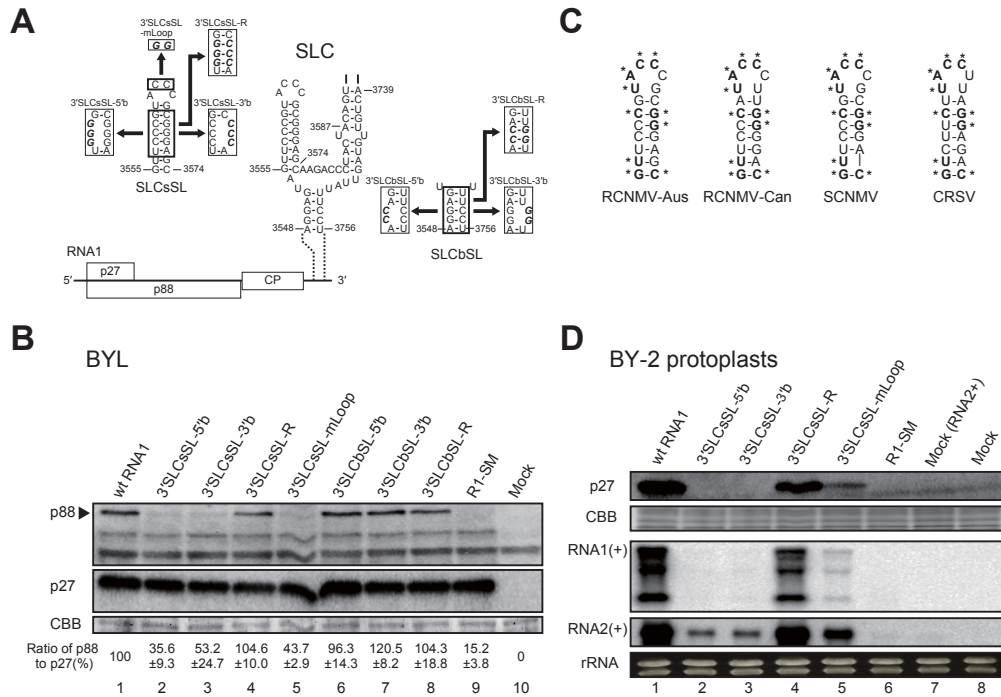 A
3'SLCsSL
-mLoop
G G
3'SLCsSL-R
3'SLCsSL-5'b
3'SLCsSL-3'b
3555
3574
SLCsSL
SLC
3739
3587
3574
3555
3548
3756
3'SLCbSL-R
3'SLCbSL-5'b
3'SLCbSL-3'b
3548
3756
SLCbSL
RNA1
5'
p27
p88
CP
3'
B
BYL
wt RNA1
3'SLCsSL-5'b
3'SLCsSL-3'b
3'SLCsSL-R
3'SLCsSL-mLoop
3'SLCbSL-5'b
3'SLCbSL-3'b
3'SLCbSL-R
R1-SM
Mock
p88
p27
CBB
Ratio of p88 to p27(%)
100 35.6 53.2 104.6 43.7 96.3 120.5 104.3 15.2 0
±9.3 ±24.7 ±10.0 ±2.9 ±14.3 ±8.2 ±18.8 ±3.8
1 2 3 4 5 6 7 8 9 10
C
RCNMV-Aus
RCNMV-Can
SCNMV
CRSV
D
BY-2 protoplasts
wt RNA1
3'SLCsSL-5'b
3'SLCsSL-3'b
3'SLCsSL-R
3'SLCsSL-mLoop
R1-SM
Mock (RNA2+)
Mock
p27
CBB
RNA1(+)
RNA2(+)
rRNA
1 2 3 4 5 6 7 8